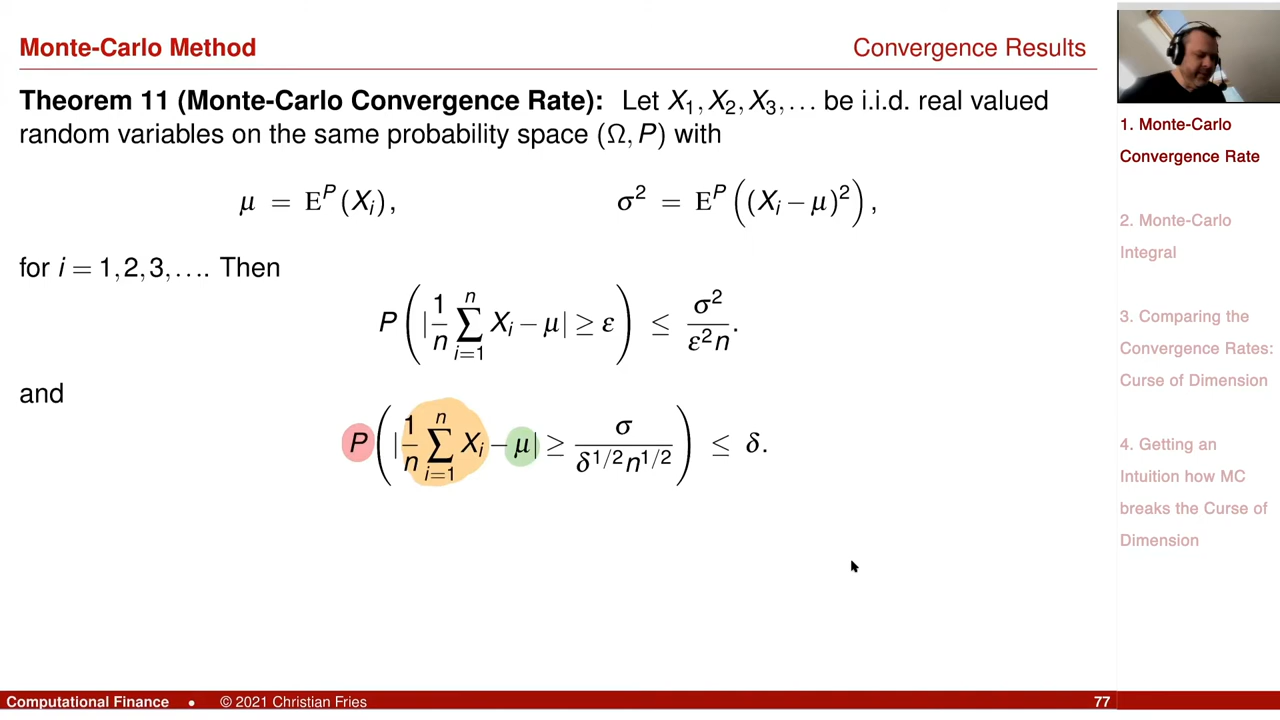 Monte-Carlo Method
Convergence Results
Theorem 11 (Monte-Carlo Convergence Rate): Let X₁, X₂, X₃, … be i.i.d. real valued
random variables on the same probability space (Ω, P) with
μ = E^P(X_i), σ² = E^P((X_i − μ)²),
for i = 1, 2, 3, …. Then
P(|1/n ∑_{i=1}^{n} X_i − μ| ≥ ε) ≤ σ²/(ε²n).
and
P(|1/n ∑_{i=1}^{n} X_i − μ| ≥ σ/(δ^{1/2} n^{1/2})) ≤ δ.
1. Monte-Carlo
Convergence Rate
2. Monte-Carlo
Integral
3. Comparing the
Convergence Rates:
Curse of Dimension
4. Getting an
Intuition how MC
breaks the Curse of
Dimension
Computational Finance • © 2021 Christian Fries 77